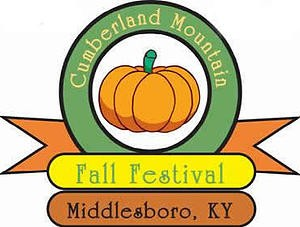 Cumberland Mountain
Fall Festival
Middlesboro, KY